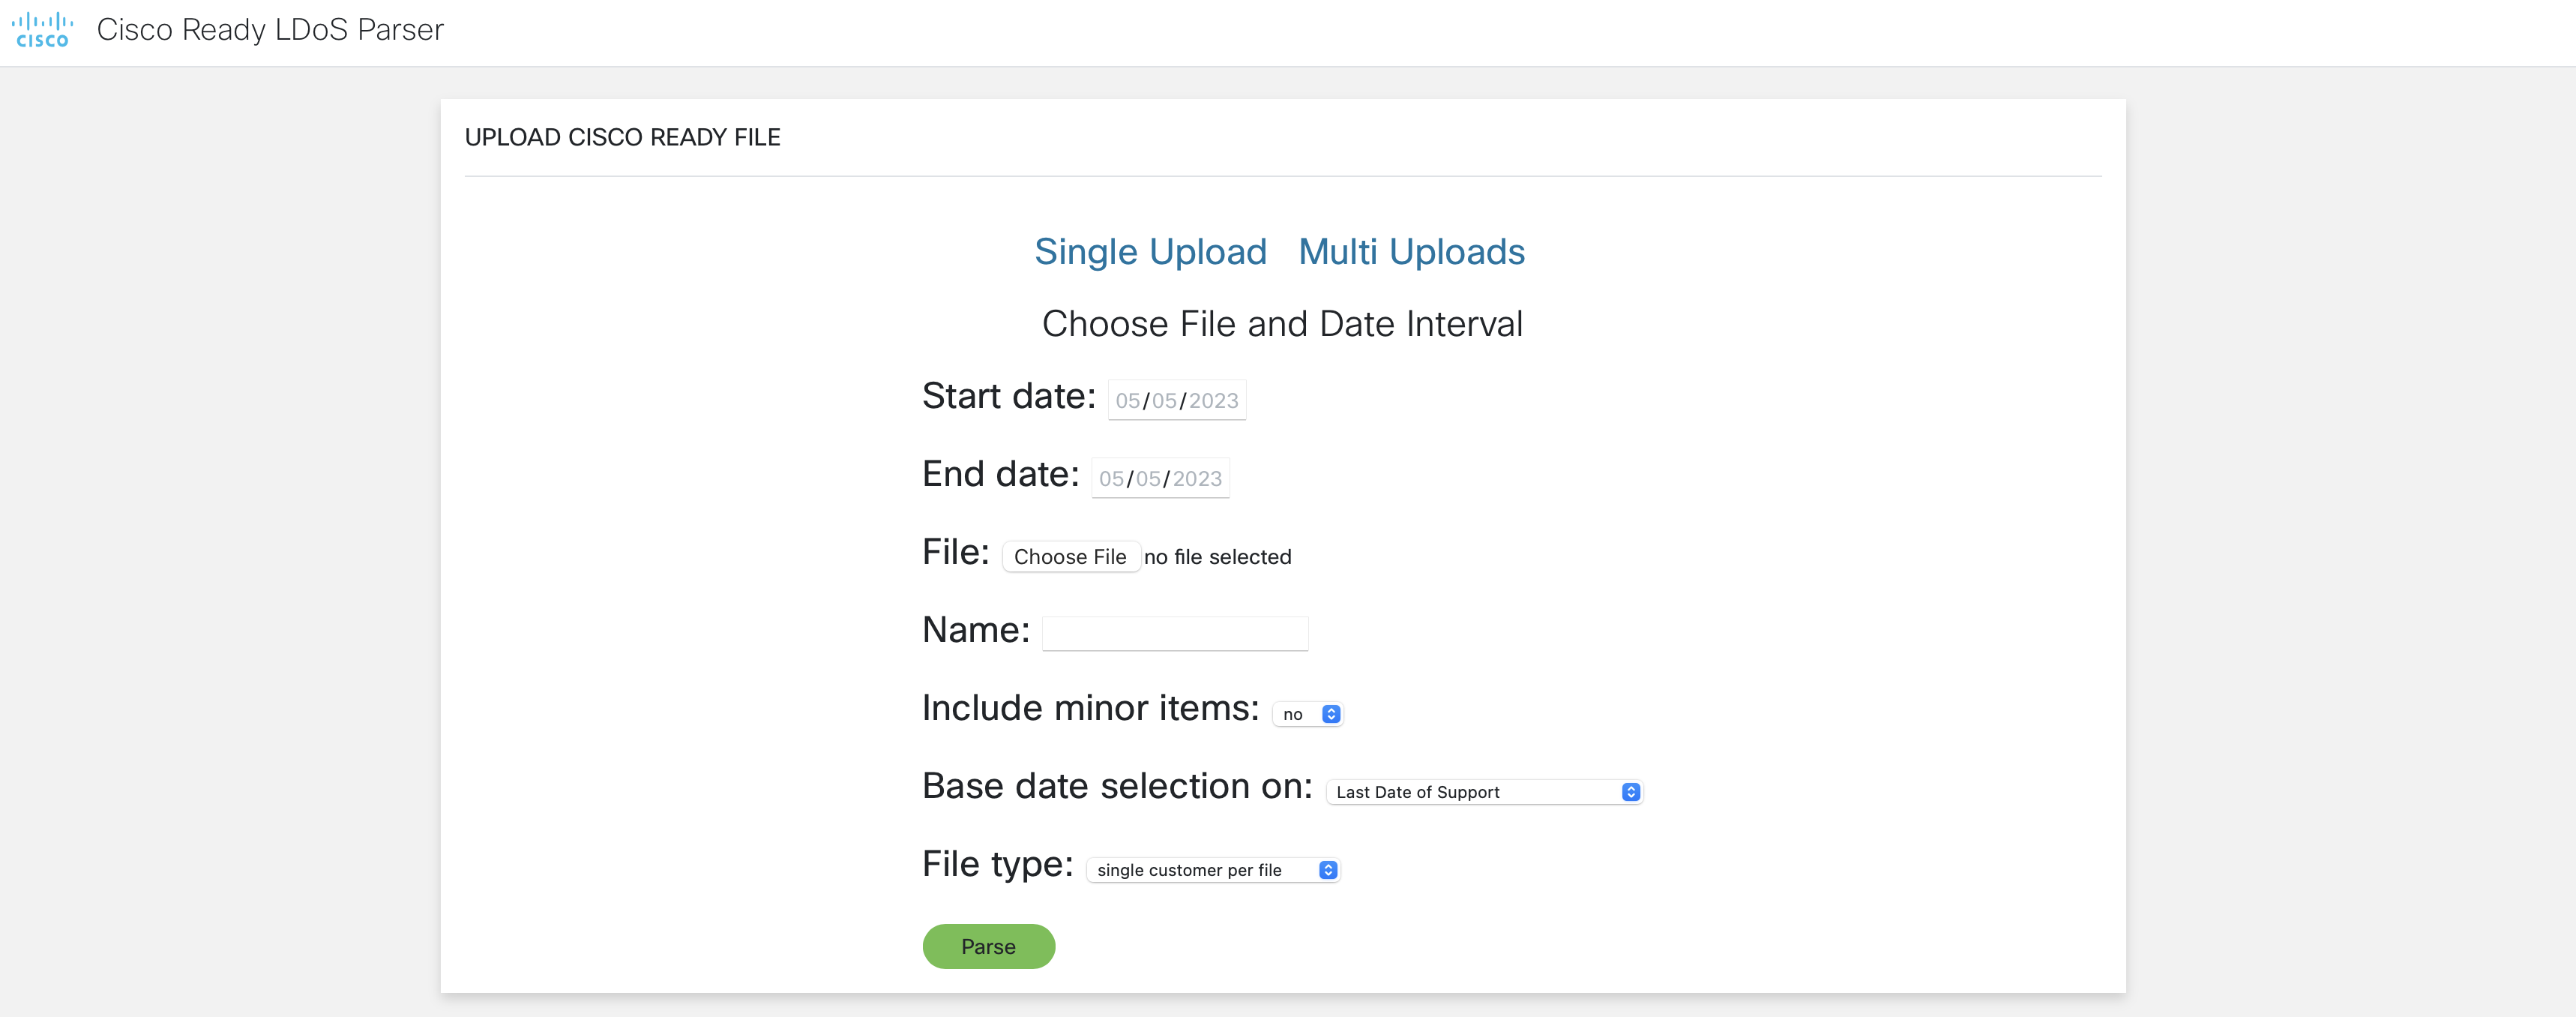 CISCO
Cisco Ready LDoS Parser
UPLOAD CISCO READY FILE
Single Upload Multi Uploads
Choose File and Date Interval
Start date: 05/05/2023
End date: 05/05/2023
File: Choose File no file selected
Name:
Include minor items: no
Base date selection on: Last Date of Support
File type: single customer per file
Parse